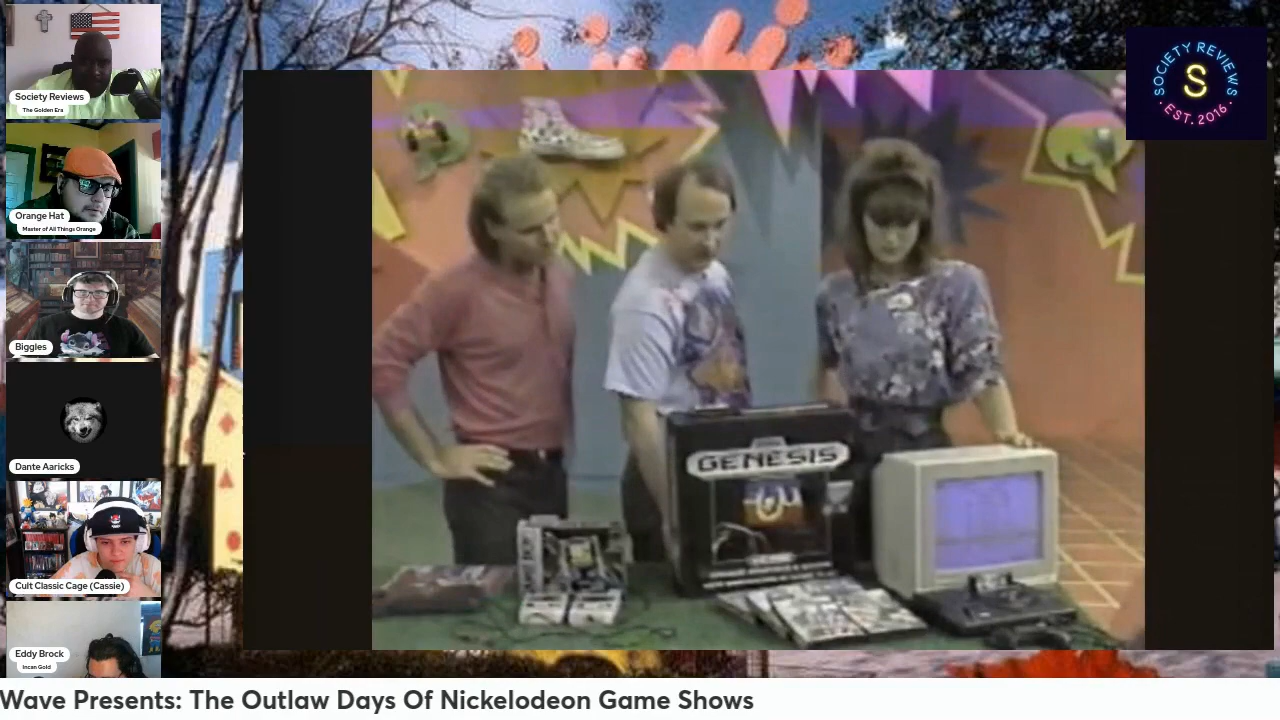 Society Reviews
The Golden Era
Orange Hat
Master of All Things Orange
Biggles
Dante Aaricks
Cult Classic Cage (Cassie)
Eddy Brock
Incan Gold
SOCIETY REVIEWS
S
· EST. 2016 ·
GENESIS
Wave Presents: The Outlaw Days Of Nickelodeon Game Shows